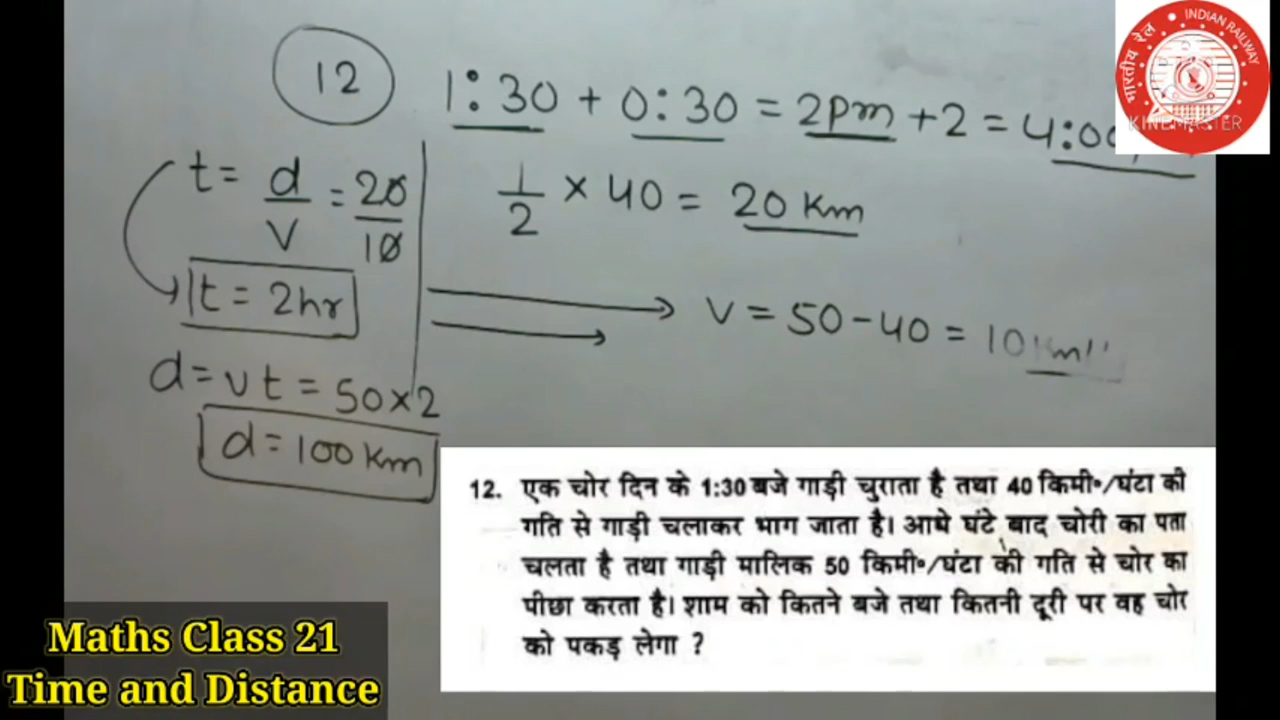 12
1:30 + 0:30 = 2pm + 2 = 4:00
t = d/V = 20/10
1/2 × 40 = 20 Km
t = 2hr
V = 50 - 40 = 10 Km
d = vt = 50×2
d = 100 Km
12. एक चोर दिन के 1:30 बजे गाड़ी चुराता है तथा 40 किमी॰/घंटा की
गति से गाड़ी चलाकर भाग जाता है। आधे घंटे बाद चोरी का पता
चलता है तथा गाड़ी मालिक 50 किमी॰/घंटा की गति से चोर का
पीछा करता है। शाम को कितने बजे तथा कितनी दूरी पर वह चोर
को पकड़ लेगा ?
Maths Class 21
Time and Distance
भारतीय रेल
INDIAN RAILWAY
KINEMASTER